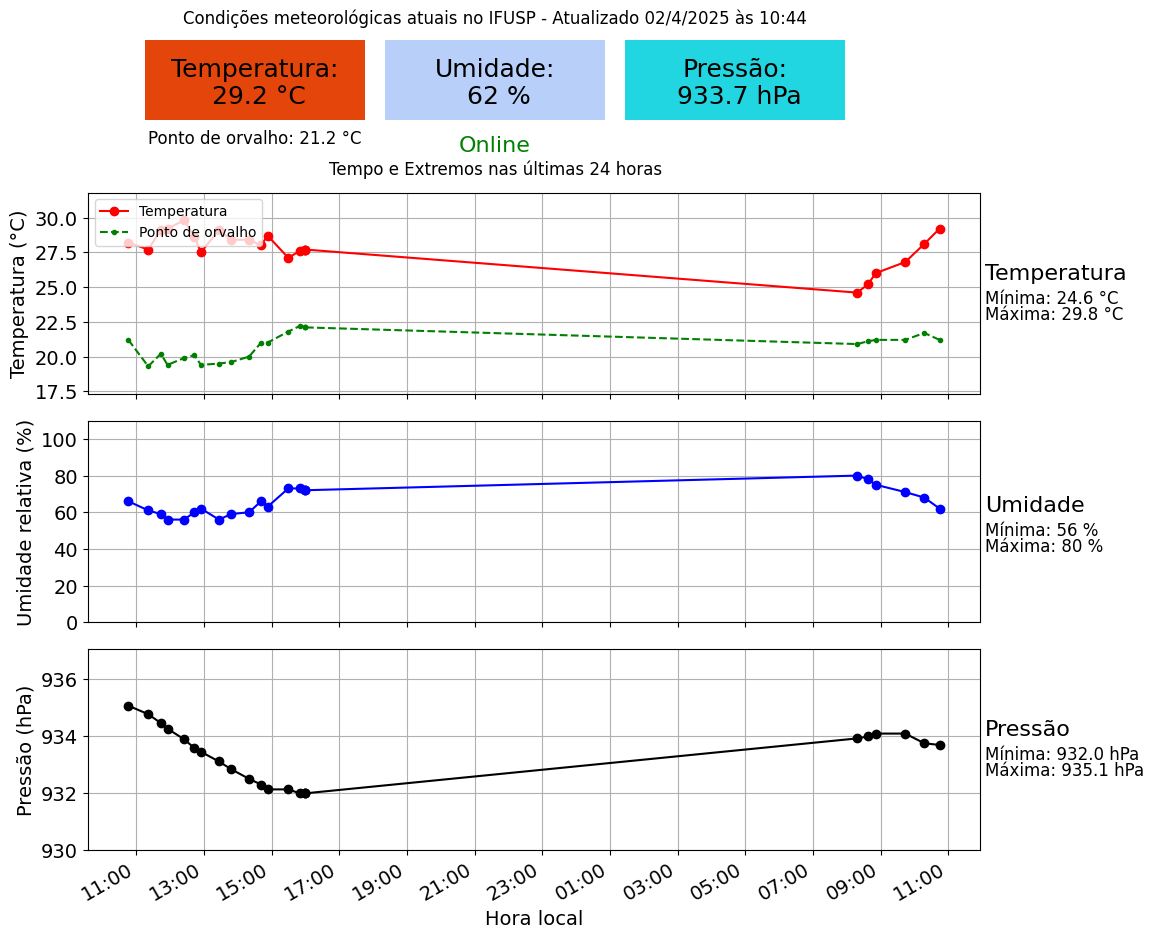 Condições meteorológicas atuais no IFUSP - Atualizado 02/4/2025 às 10:44
Temperatura:
29.2 °C
Umidade:
62 %
Pressão:
933.7 hPa
Ponto de orvalho: 21.2 °C
Online
Tempo e Extremos nas últimas 24 horas
Temperatura (°C)
30.0
27.5
25.0
22.5
20.0
17.5
Temperatura
Ponto de orvalho
Temperatura
Mínima: 24.6 °C
Máxima: 29.8 °C
Umidade relativa (%)
100
80
60
40
20
0
Umidade
Mínima: 56 %
Máxima: 80 %
Pressão (hPa)
936
934
932
930
Pressão
Mínima: 932.0 hPa
Máxima: 935.1 hPa
11:00 13:00 15:00 17:00 19:00 21:00 23:00 01:00 03:00 05:00 07:00 09:00 11:00
Hora local